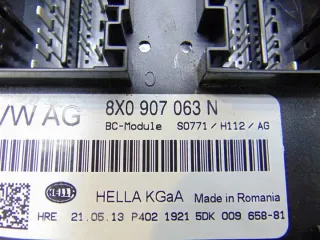 VW AG 8X0 907 063 N
BC-Module S0771/H112/AG
HELLA HELLA KGaA Made in Romania
HRE 21.05.13 P402 1921 5DK 009 658-81